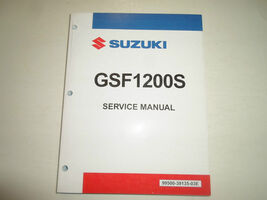 SUZUKI
GSF1200S
SERVICE MANUAL
99500-39135-03E